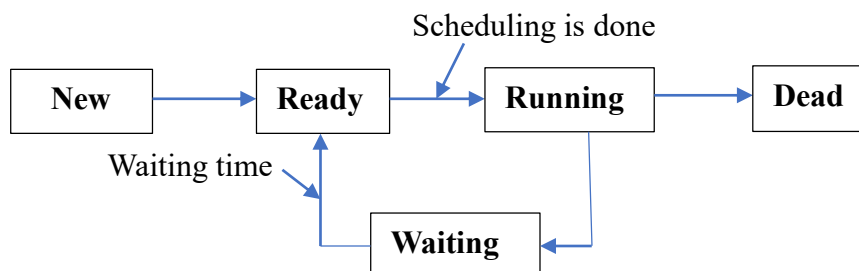 Scheduling is done
New
Ready
Running
Dead
Waiting time
Waiting